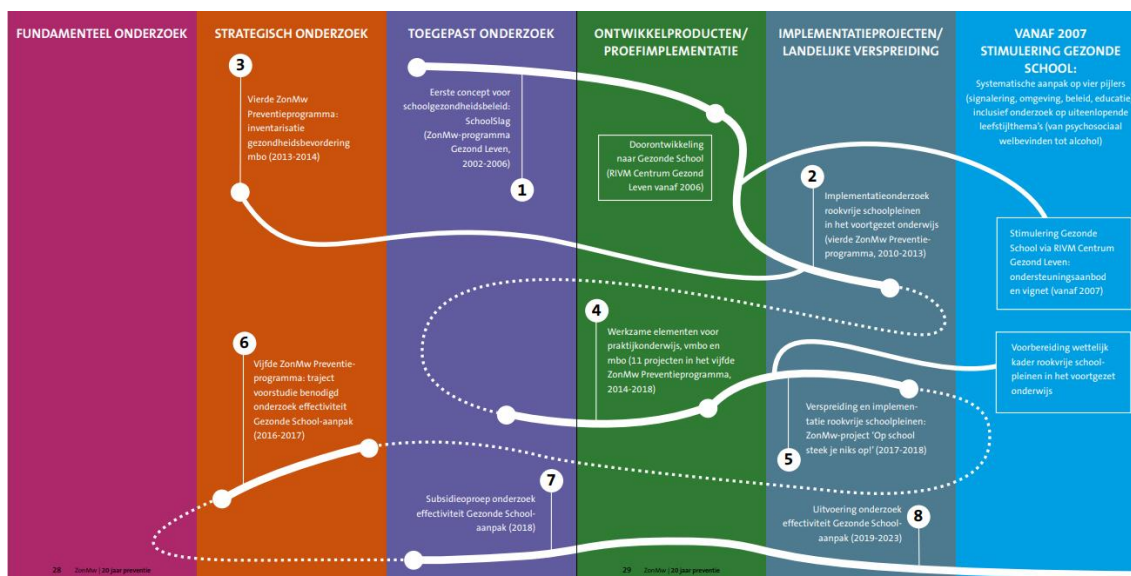 FUNDAMENTEEL ONDERZOEK
STRATEGISCH ONDERZOEK
TOEGEPAST ONDERZOEK
ONTWIKKELPRODUCTEN/
PROEFIMPLEMENTATIE
IMPLEMENTATIEPROJECTEN/
LANDELIJKE VERSPREIDING
VANAF 2007
STIMULERING GEZONDE
SCHOOL:
Systematische aanpak op vier pijlers
(signalering, omgeving, beleid, educatie
inclusief onderzoek op uiteenlopende
leefstijlthema's (van psychosociaal
welbevinden tot alcohol)
3
Vierde ZonMw
Preventieprogramma:
inventarisatie
gezondheidsbevordering
mbo (2013-2014)
Eerste concept voor
schoolgezondheidsbeleid:
SchoolSlag
(ZonMw-programma
Gezond Leven,
2002-2006)
1
Doorontwikkeling
naar Gezonde School
(RIVM Centrum Gezond
Leven vanaf 2006)
2
Implementatieonderzoek
rookvrije schoolpleinen
in het voortgezet onderwijs
(vierde ZonMw Preventie-
programma, 2010-2013)
Stimulering Gezonde
School via RIVM Centrum
Gezond Leven:
ondersteuningsaanbod
en vignet (vanaf 2007)
4
Werkzame elementen voor
praktijkonderwijs, vmbo en
mbo (11 projecten in het vijfde
ZonMw Preventieprogramma,
2014-2018)
Voorbereiding wettelijk
kader rookvrije school-
pleinen in het voortgezet
onderwijs
6
Vijfde ZonMw Preventie-
programma: traject
voorstudie benodigd
onderzoek effectiviteit
Gezonde School-aanpak
(2016-2017)
Verspreiding en implemen-
tatie rookvrije schoolpleinen:
ZonMw-project 'Op school
steek je niks op!' (2017-2018)
5
7
Subsidieoproep onderzoek
effectiviteit Gezonde School-
aanpak (2018)
8
Uitvoering onderzoek
effectiviteit Gezonde School-
aanpak (2019-2023)
28 ZonMw | 20 jaar preventie
29 ZonMw | 20 jaar preventie